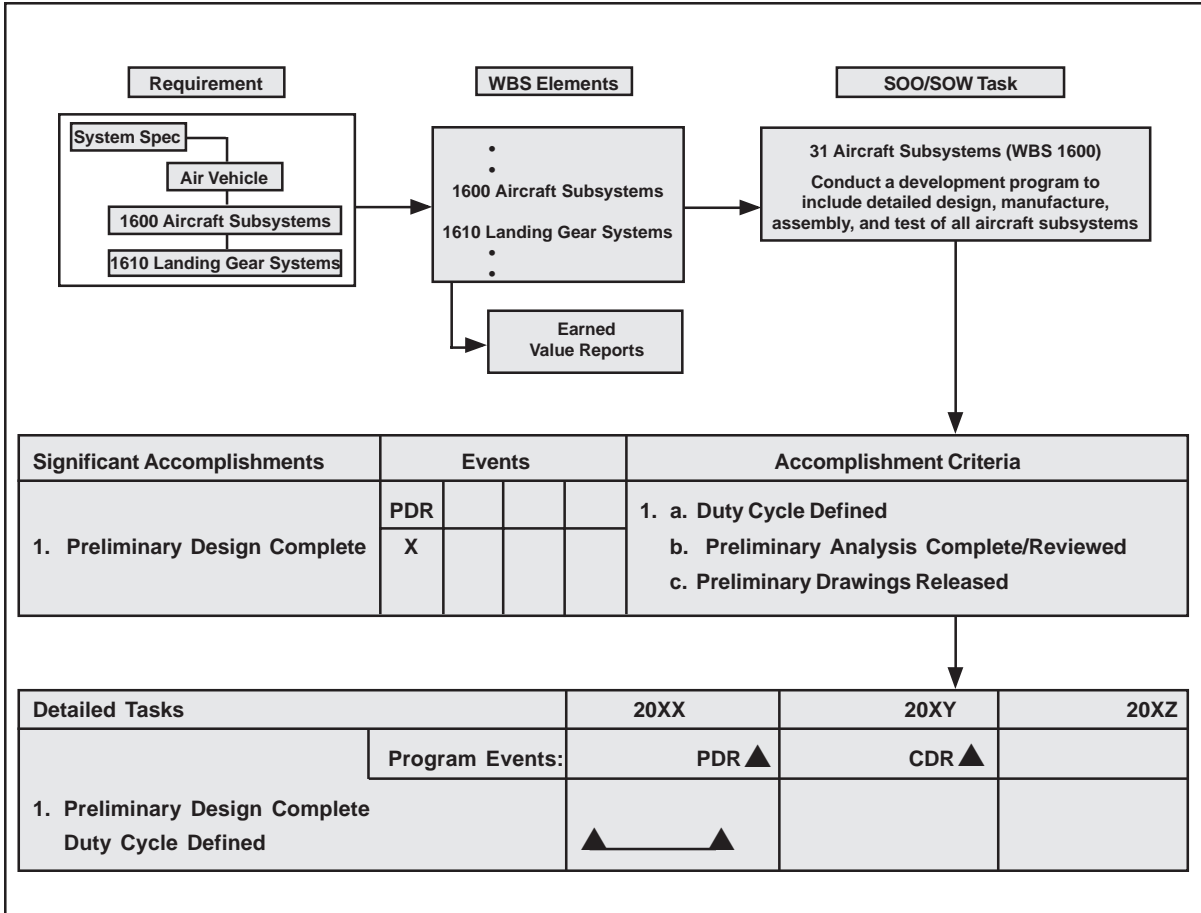 Requirement
WBS Elements
SOO/SOW Task
System Spec
Air Vehicle
1600 Aircraft Subsystems
1610 Landing Gear Systems
•
•
1600 Aircraft Subsystems
1610 Landing Gear Systems
•
•
31 Aircraft Subsystems (WBS 1600)
Conduct a development program to
include detailed design, manufacture,
assembly, and test of all aircraft subsystems
Earned
Value Reports
Significant Accomplishments
Events
Accomplishment Criteria
PDR
1. Preliminary Design Complete
X
1. a. Duty Cycle Defined
b. Preliminary Analysis Complete/Reviewed
c. Preliminary Drawings Released
Detailed Tasks
20XX
20XY
20XZ
Program Events:
PDR
CDR
1. Preliminary Design Complete
Duty Cycle Defined